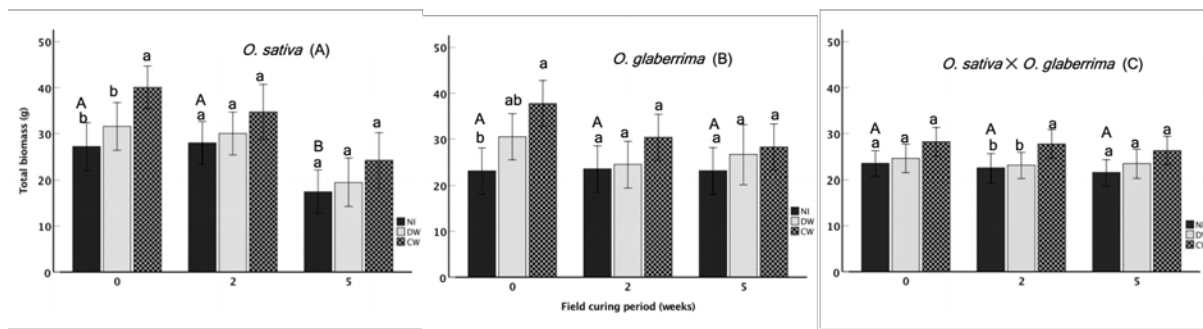 O. sativa (A)
Total biomass (g)
50
40
30
20
10
0
A
b
b
a
A
a
a
a
B
a
a
a
NI
DW
CW
0
2
5
O. glaberrima (B)
50
40
30
20
10
0
A
b
ab
a
A
a
a
a
A
a
a
a
NI
DW
CW
0
2
5
Field curing period (weeks)
O. sativa × O. glaberrima (C)
50
40
30
20
10
0
A
a
a
a
A
b
b
a
A
a
a
a
NI
0
2
5